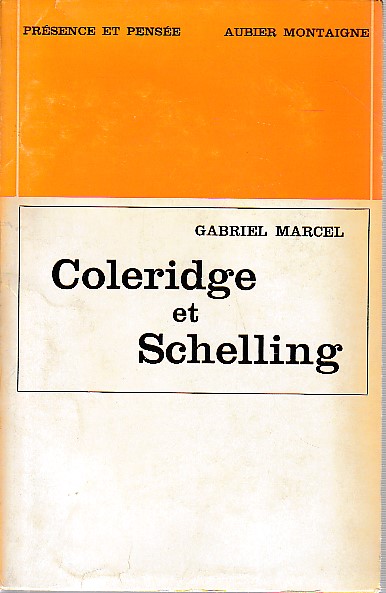 PRÉSENCE ET PENSÉE AUBIER MONTAIGNE
GABRIEL MARCEL
Coleridge
et
Schelling